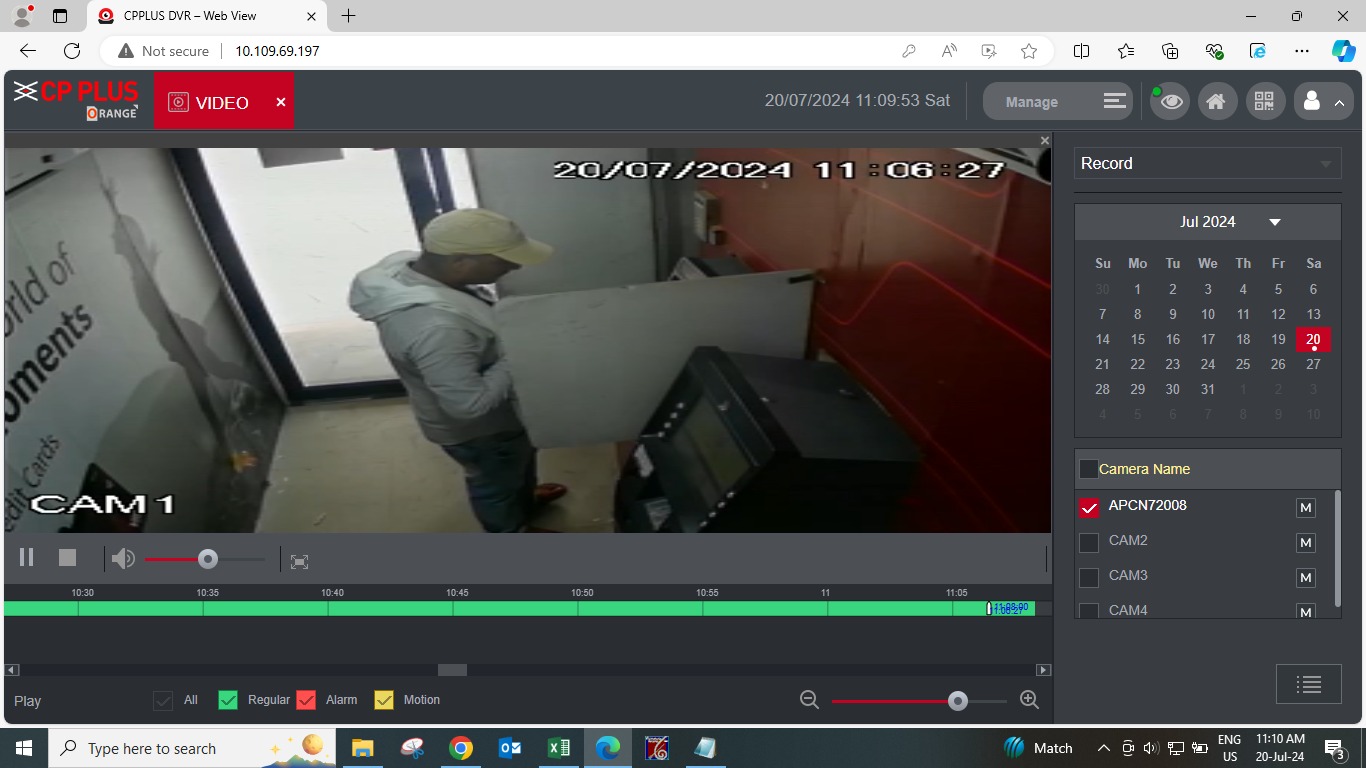 CPPLUS DVR – Web View
Not secure
10.109.69.197
CP PLUS
ORANGE
VIDEO
20/07/2024 11:09:53 Sat
Manage
20/07/2024 11:06:27
World of
Credit Cards
CAM1
Record
Jul 2024
Su Mo Tu We Th Fr Sa
30 1 2 3 4 5 6
7 8 9 10 11 12 13
14 15 16 17 18 19 20
21 22 23 24 25 26 27
28 29 30 31 1 2 3
4 5 6 7 8 9 10
Camera Name
APCN72008 M
CAM2 M
CAM3 M
CAM4 M
10:30 10:35 10:40 10:45 10:50 10:55 11 11:05
Play
All
Regular
Alarm
Motion
Type here to search
Match
ENG
US
11:10 AM
20-Jul-24
3